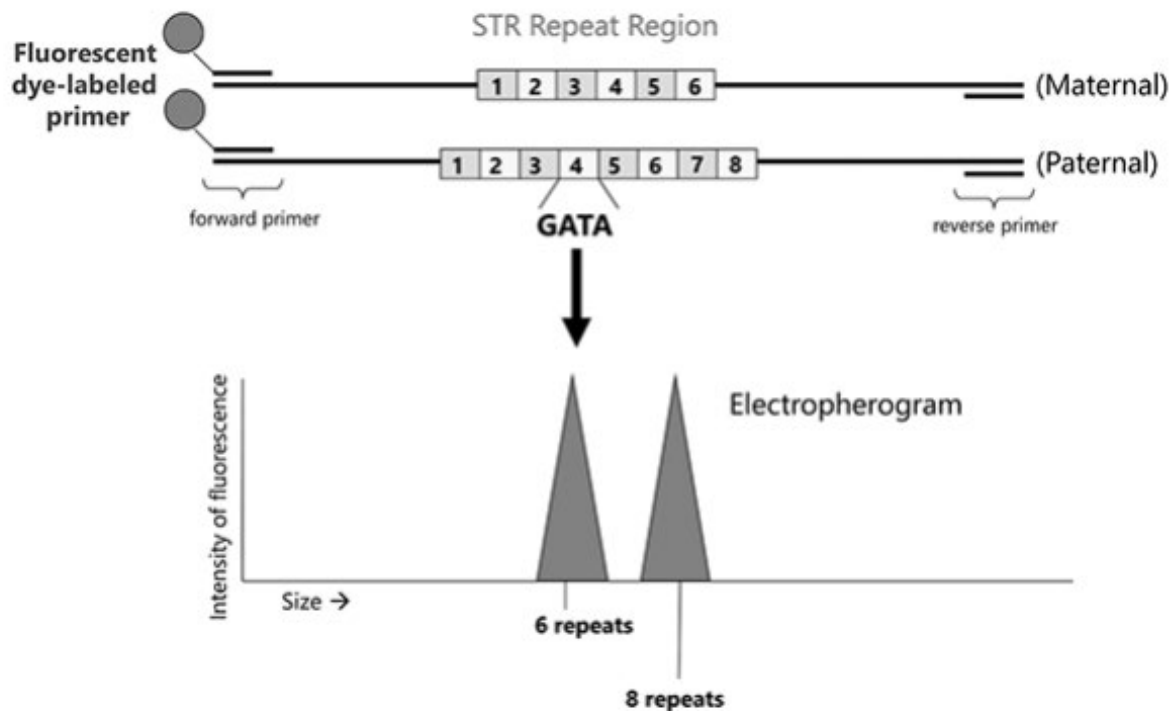 STR Repeat Region
Fluorescent
dye-labeled
primer
1 2 3 4 5 6
(Maternal)
1 2 3 4 5 6 7 8
(Paternal)
forward primer
GATA
reverse primer
Intensity of fluorescence
Electropherogram
Size →
6 repeats
8 repeats